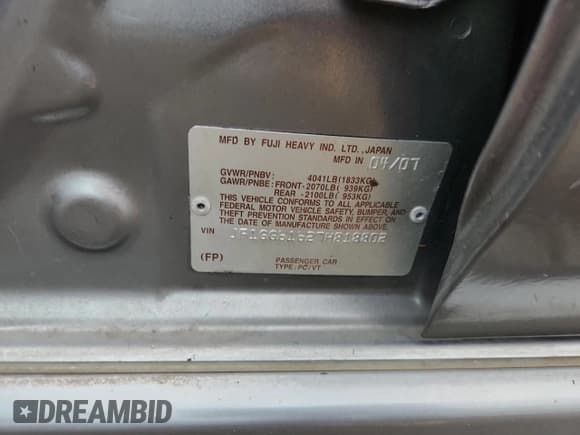 MFD BY FUJI HEAVY IND. LTD., JAPAN
MFD IN 04/07
GVWR/PNBV: 4041LB(1833KG)
GAWR/PNBE: FRONT-2070LB( 939KG)
REAR -2100LB( 953KG)
THIS VEHICLE CONFORMS TO ALL APPLICABLE
FEDERAL MOTOR VEHICLE SAFETY, BUMPER, AND
THEFT PREVENTION STANDARDS IN EFFECT ON
THE DATE OF MANUFACTURE SHOWN ABOVE.
VIN
(FP)
PASSENGER CAR
TYPE:PC/VT
DREAMBID